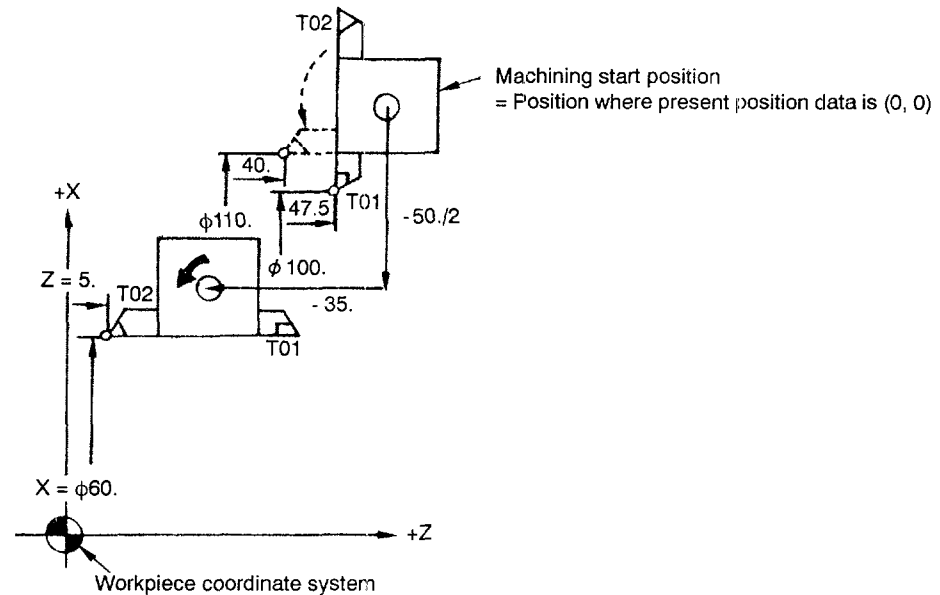 T02
Machining start position
= Position where present position data is (0, 0)
40.
+X
47.5
T01
φ110.
-50./2
φ 100.
Z = 5.
T02
- 35.
T01
X = φ60.
+Z
Workpiece coordinate system